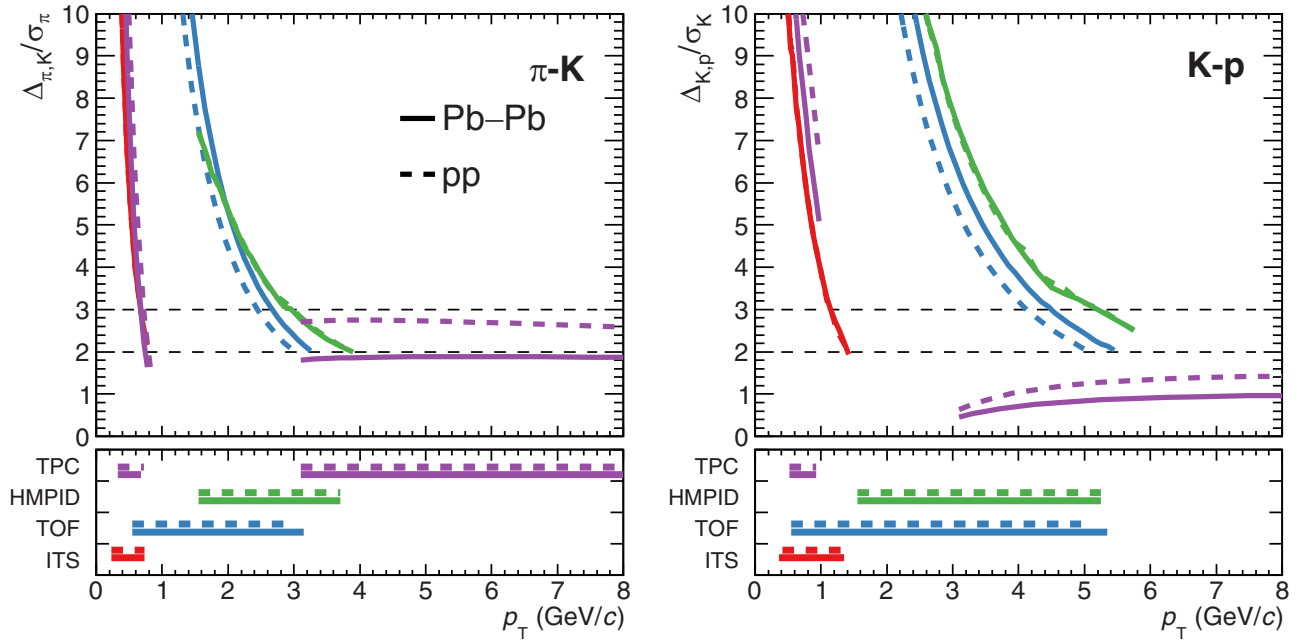 Δπ,K/σπ
10
9
8
7
6
5
4
3
2
1
0
π-K
Pb–Pb
pp
TPC
HMPID
TOF
ITS
0 1 2 3 4 5 6 7 8
pT (GeV/c)
ΔK,p/σK
10
9
8
7
6
5
4
3
2
1
0
K-p
TPC
HMPID
TOF
ITS
0 1 2 3 4 5 6 7 8
pT (GeV/c)